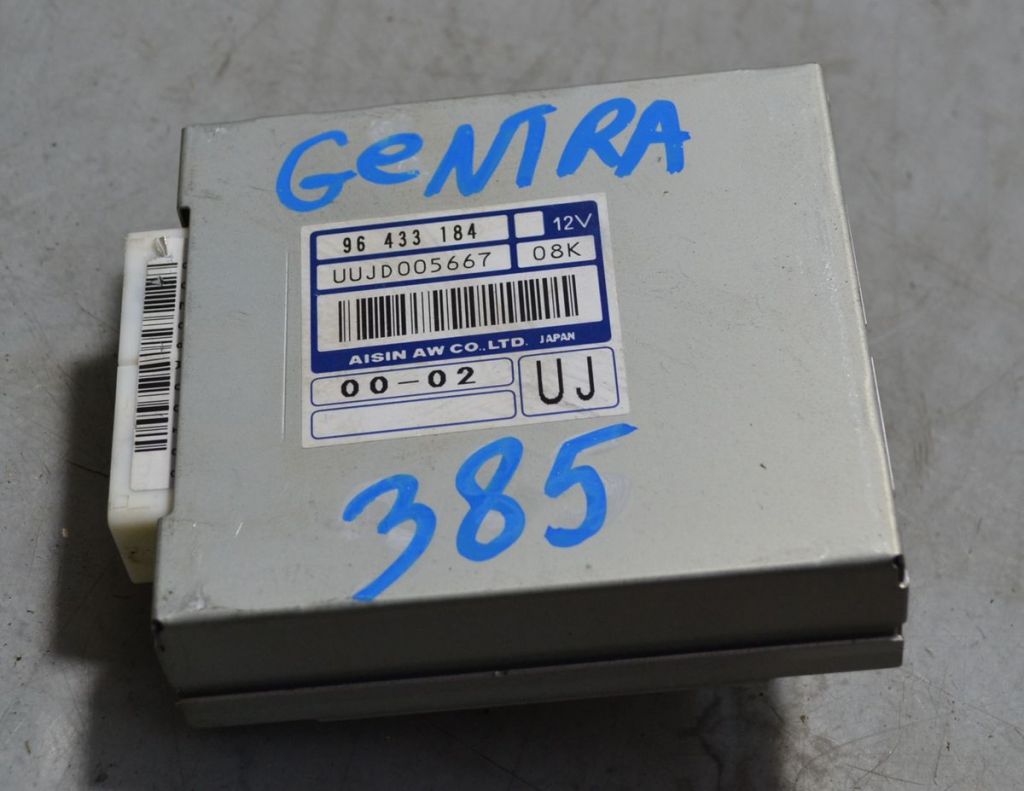 GeNTRA
96 433 184
12V
UUJD005667
08K
AISIN AW CO.,LTD. JAPAN
00-02
UJ
385